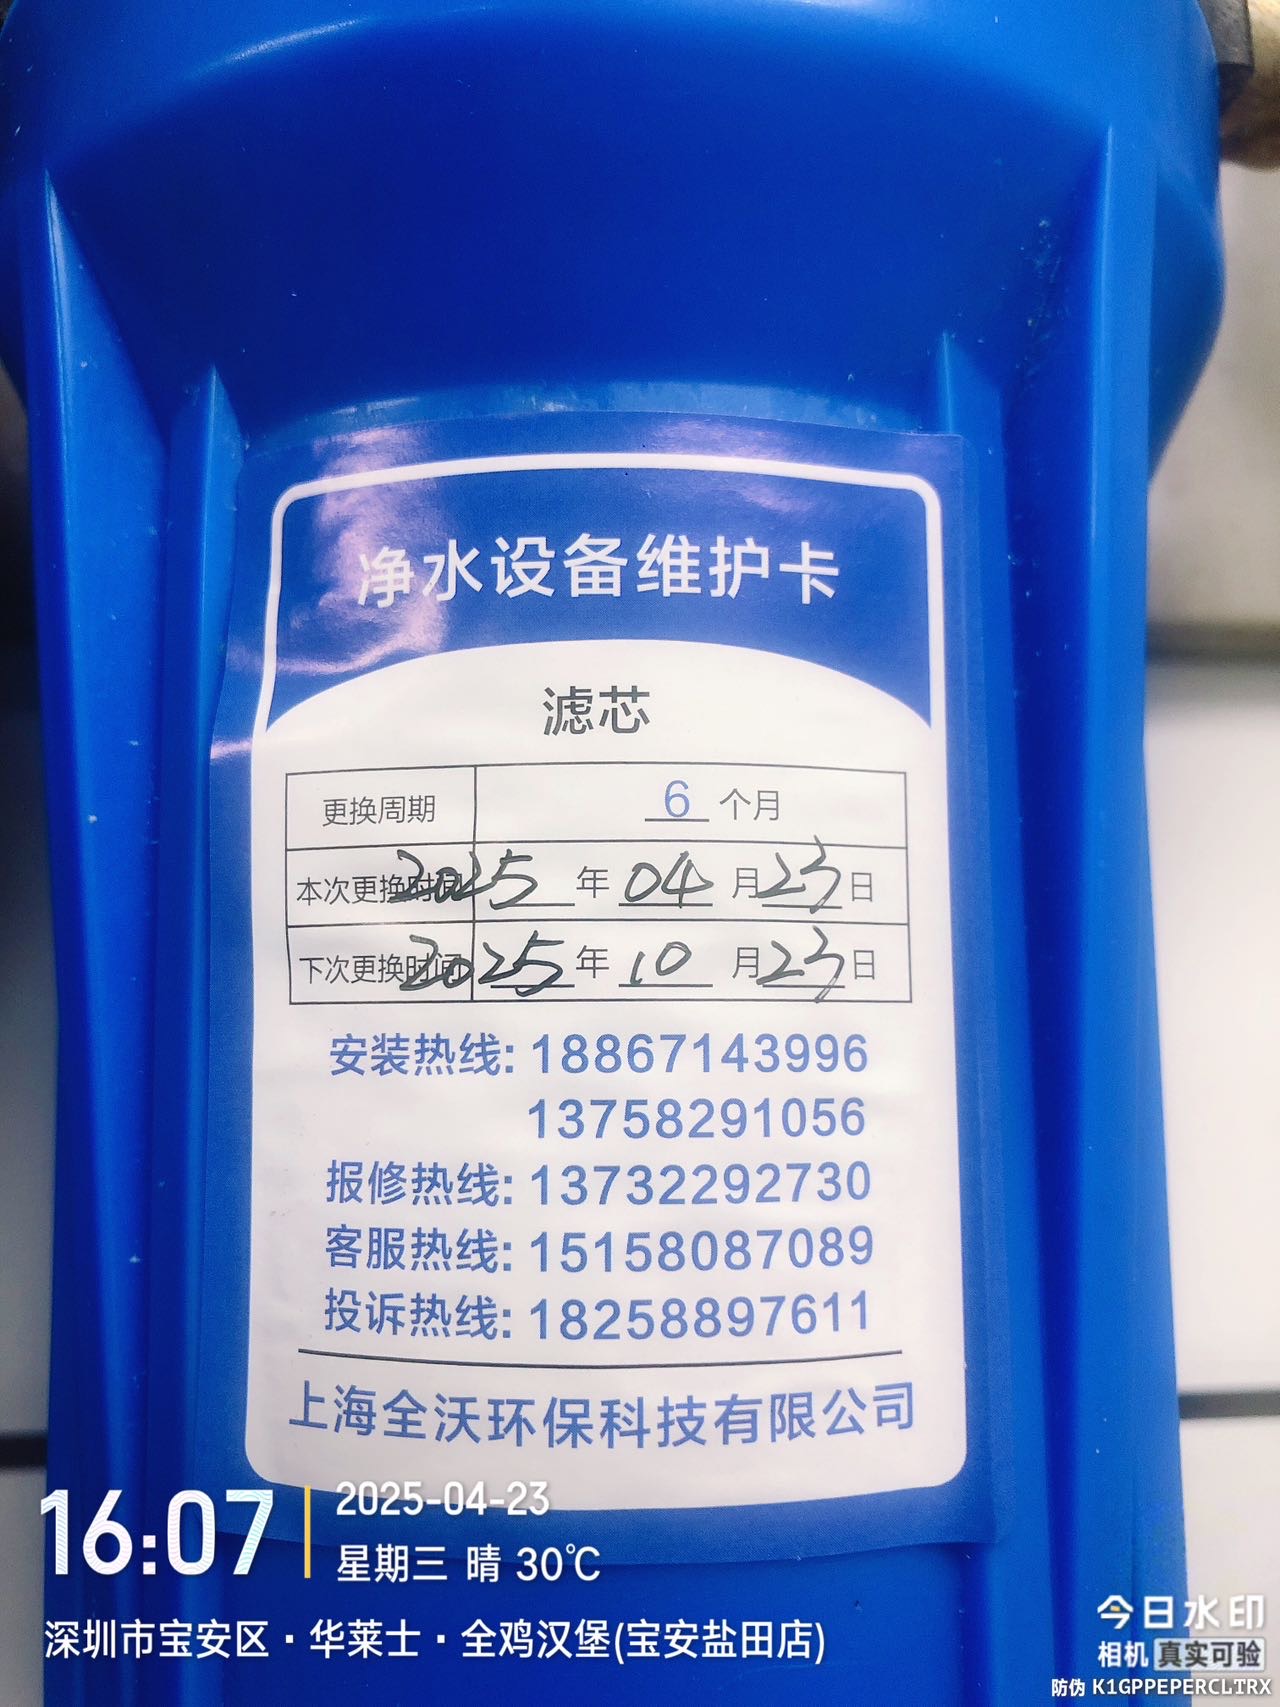 净水设备维护卡
滤芯
更换周期 6 个月
本次更换时间 2025 年 04 月 23 日
下次更换时间 2025 年 10 月 23 日
安装热线: 18867143996
13758291056
报修热线: 13732292730
客服热线: 15158087089
投诉热线: 18258897611
上海全沃环保科技有限公司
16:07
2025-04-23
星期三 晴 30℃
深圳市宝安区·华莱士·全鸡汉堡(宝安盐田店)
今日水印
相机 真实可验
防伪 K1GPPEPERCLTRX